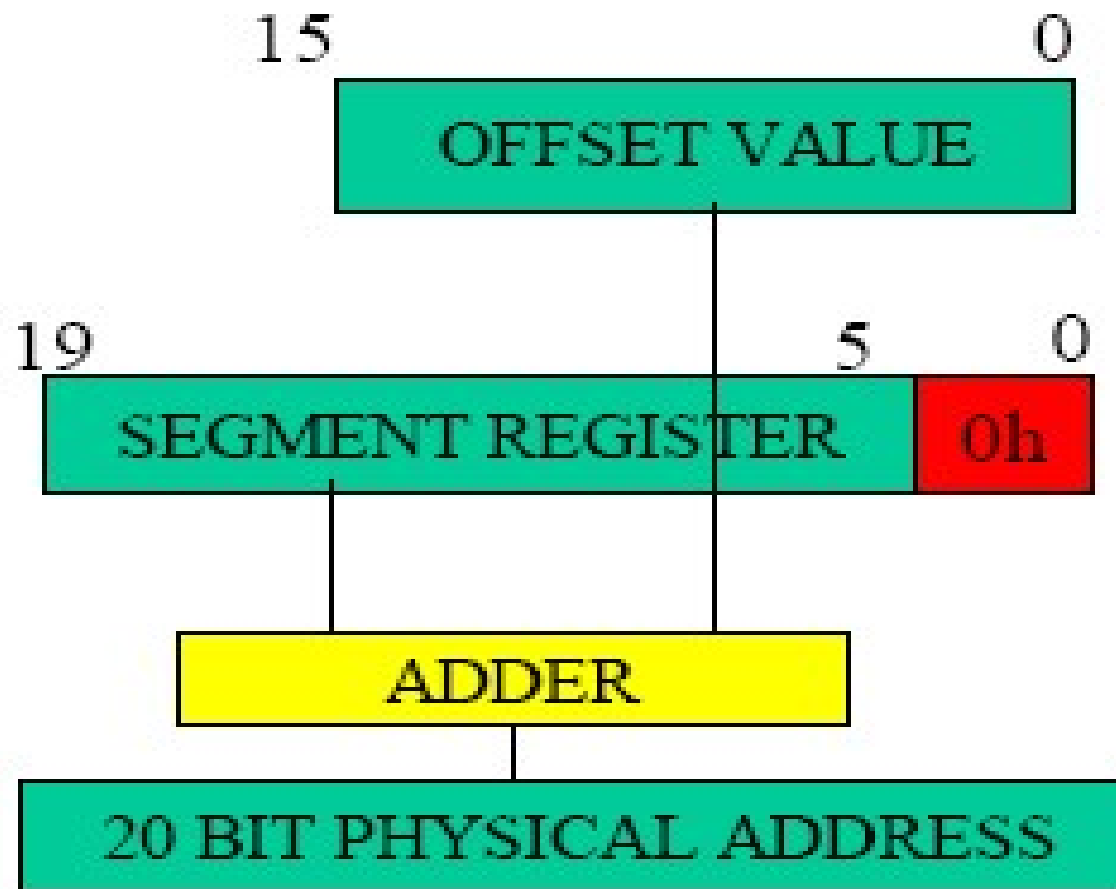 15 0
OFFSET VALUE
19 5 0
SEGMENT REGISTER 0h
ADDER
20 BIT PHYSICAL ADDRESS